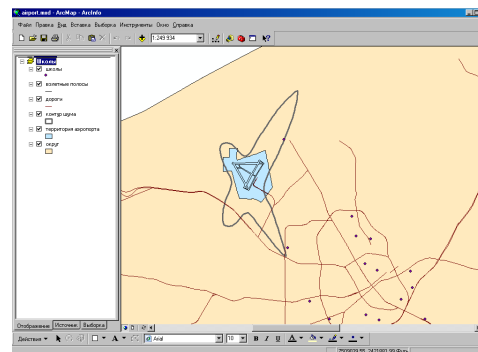 airport.mxd - ArcMap - ArcInfo
Файл Правка Вид Вставка Выборка Инструменты Окно Справка
1:249 934
Школы
школы
взлетные полосы
дороги
контур шума
территория аэропорта
округ
Отображение Источник Выборка
Действия
Arial
10